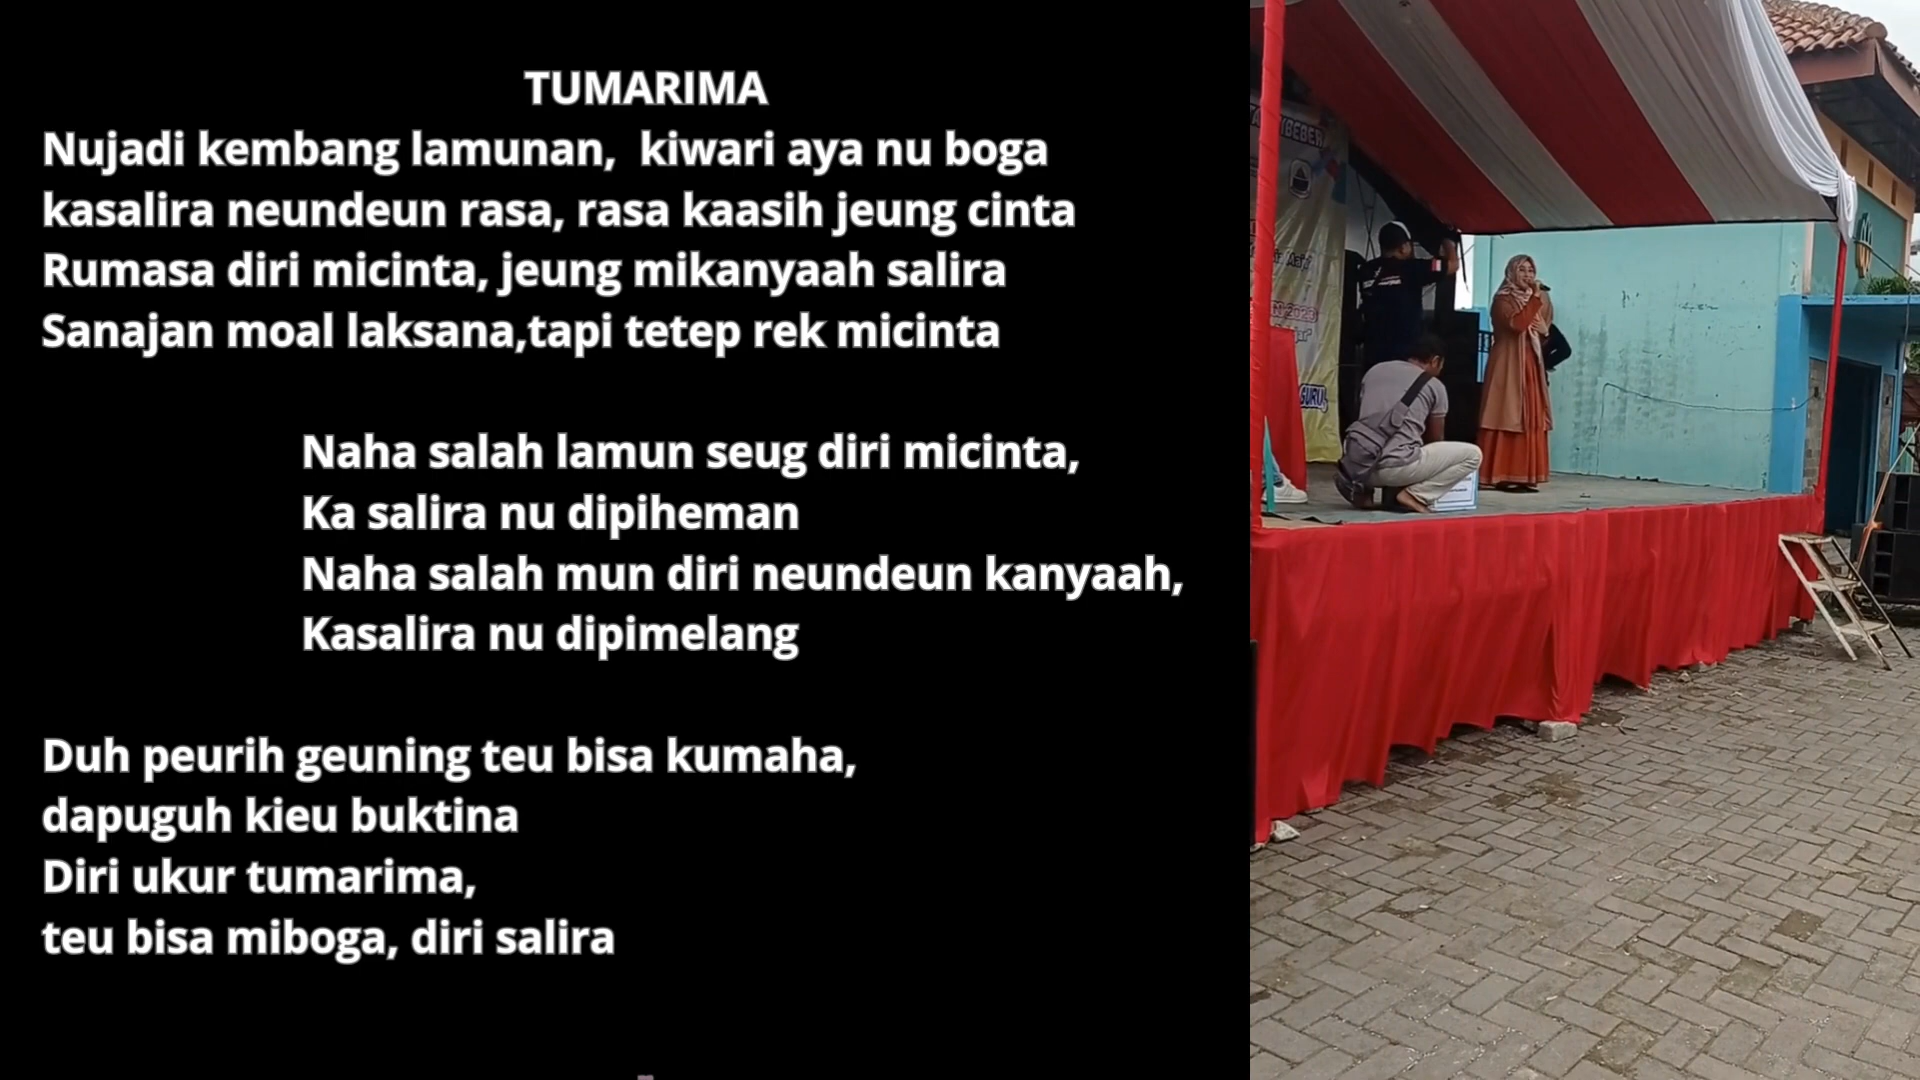 TUMARIMA
Nujadi kembang lamunan,  kiwari aya nu boga
kasalira neundeun rasa, rasa kaasih jeung cinta
Rumasa diri micinta, jeung mikanyaah salira
Sanajan moal laksana,tapi tetep rek micinta
Naha salah lamun seug diri micinta,
Ka salira nu dipiheman
Naha salah mun diri neundeun kanyaah,
Kasalira nu dipimelang
Duh peurih geuning teu bisa kumaha,
dapuguh kieu buktina
Diri ukur tumarima,
teu bisa miboga, diri salira
GURU